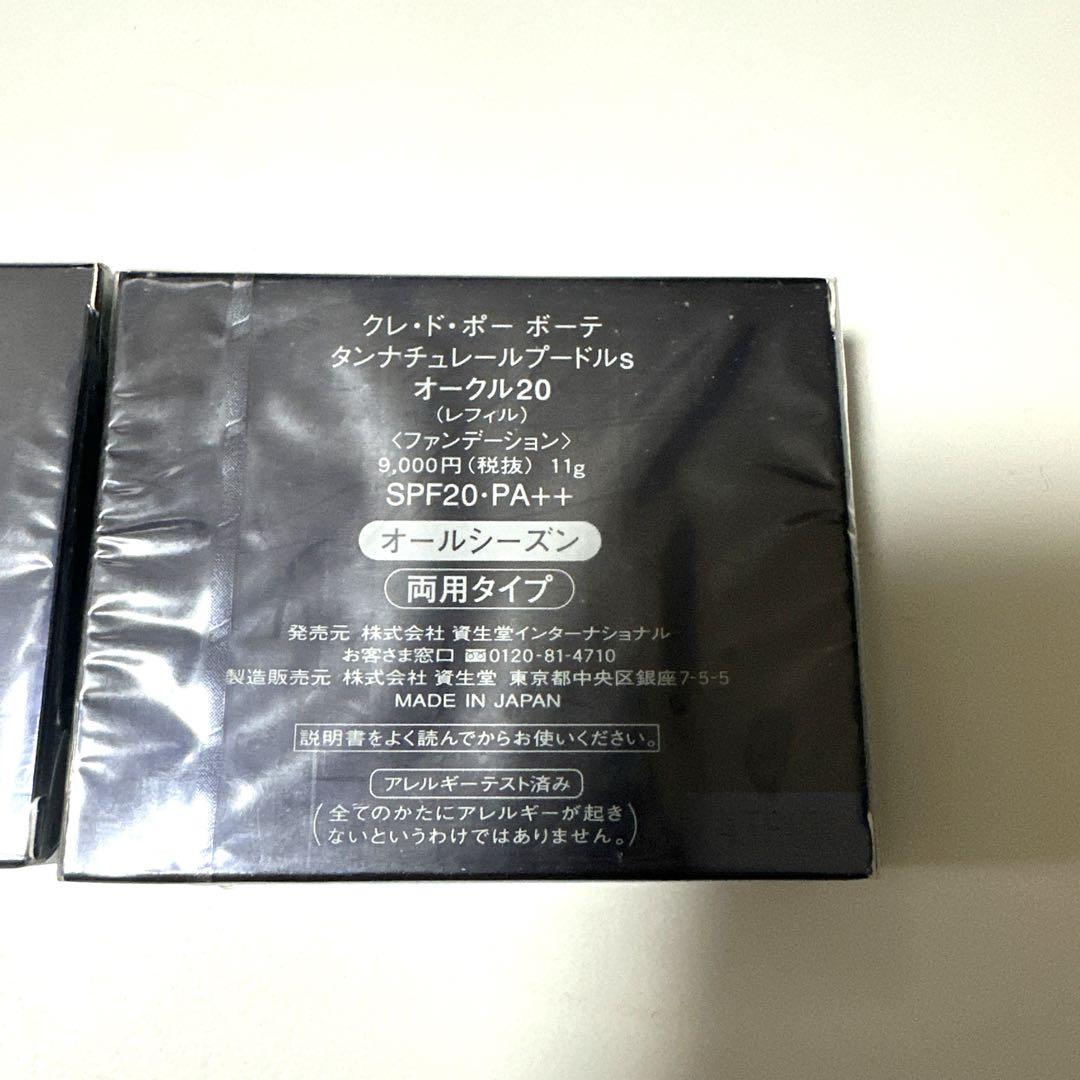 クレ・ド・ポー ボーテ
タンナチュレールプードルs
オークル20
(レフィル)
〈ファンデーション〉
9,000円(税抜) 11g
SPF20・PA++
オールシーズン
両用タイプ
発売元 株式会社 資生堂インターナショナル
お客さま窓口 0120-81-4710
製造販売元 株式会社 資生堂 東京都中央区銀座7-5-5
MADE IN JAPAN
説明書をよく読んでからお使いください。
アレルギーテスト済み
(全てのかたにアレルギーが起き
ないというわけではありません。)